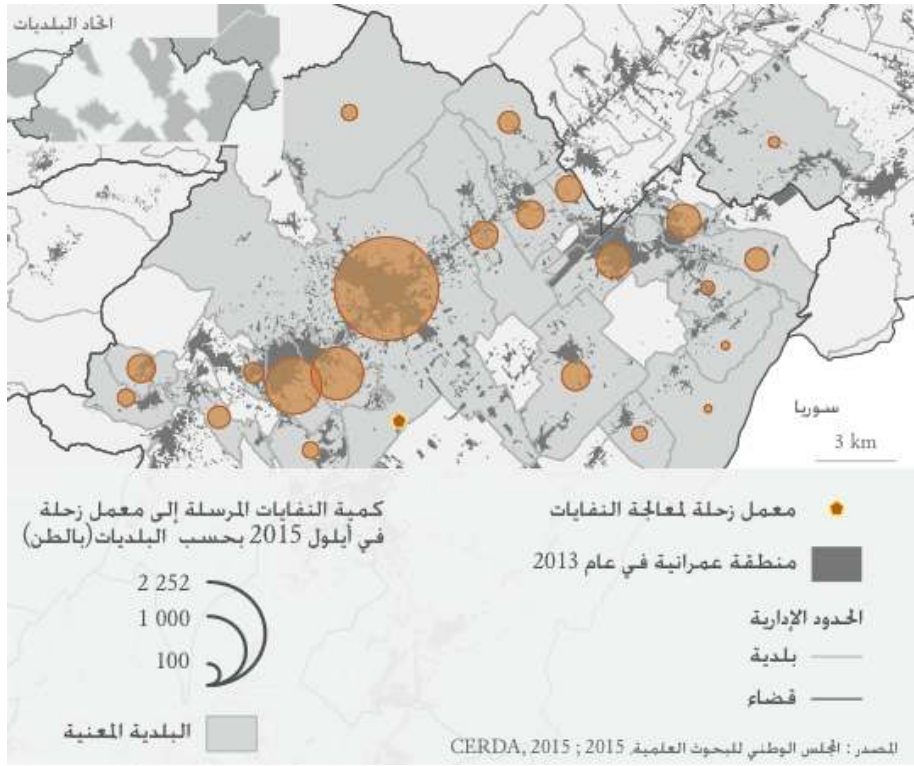 اتحاد البلديات
سوريا
3 km
معمل زحلة لمعالجة النفايات
منطقة عمرانية في عام 2013
الحدود الإدارية
بلدية
قضاء
كمية النفايات المرسلة إلى معمل زحلة
في أيلول 2015 بحسب البلديات (بالطن)
2 252
1 000
100
البلدية المعنية
المصدر : المجلس الوطني للبحوث العلمية, 2015 ; CERDA, 2015